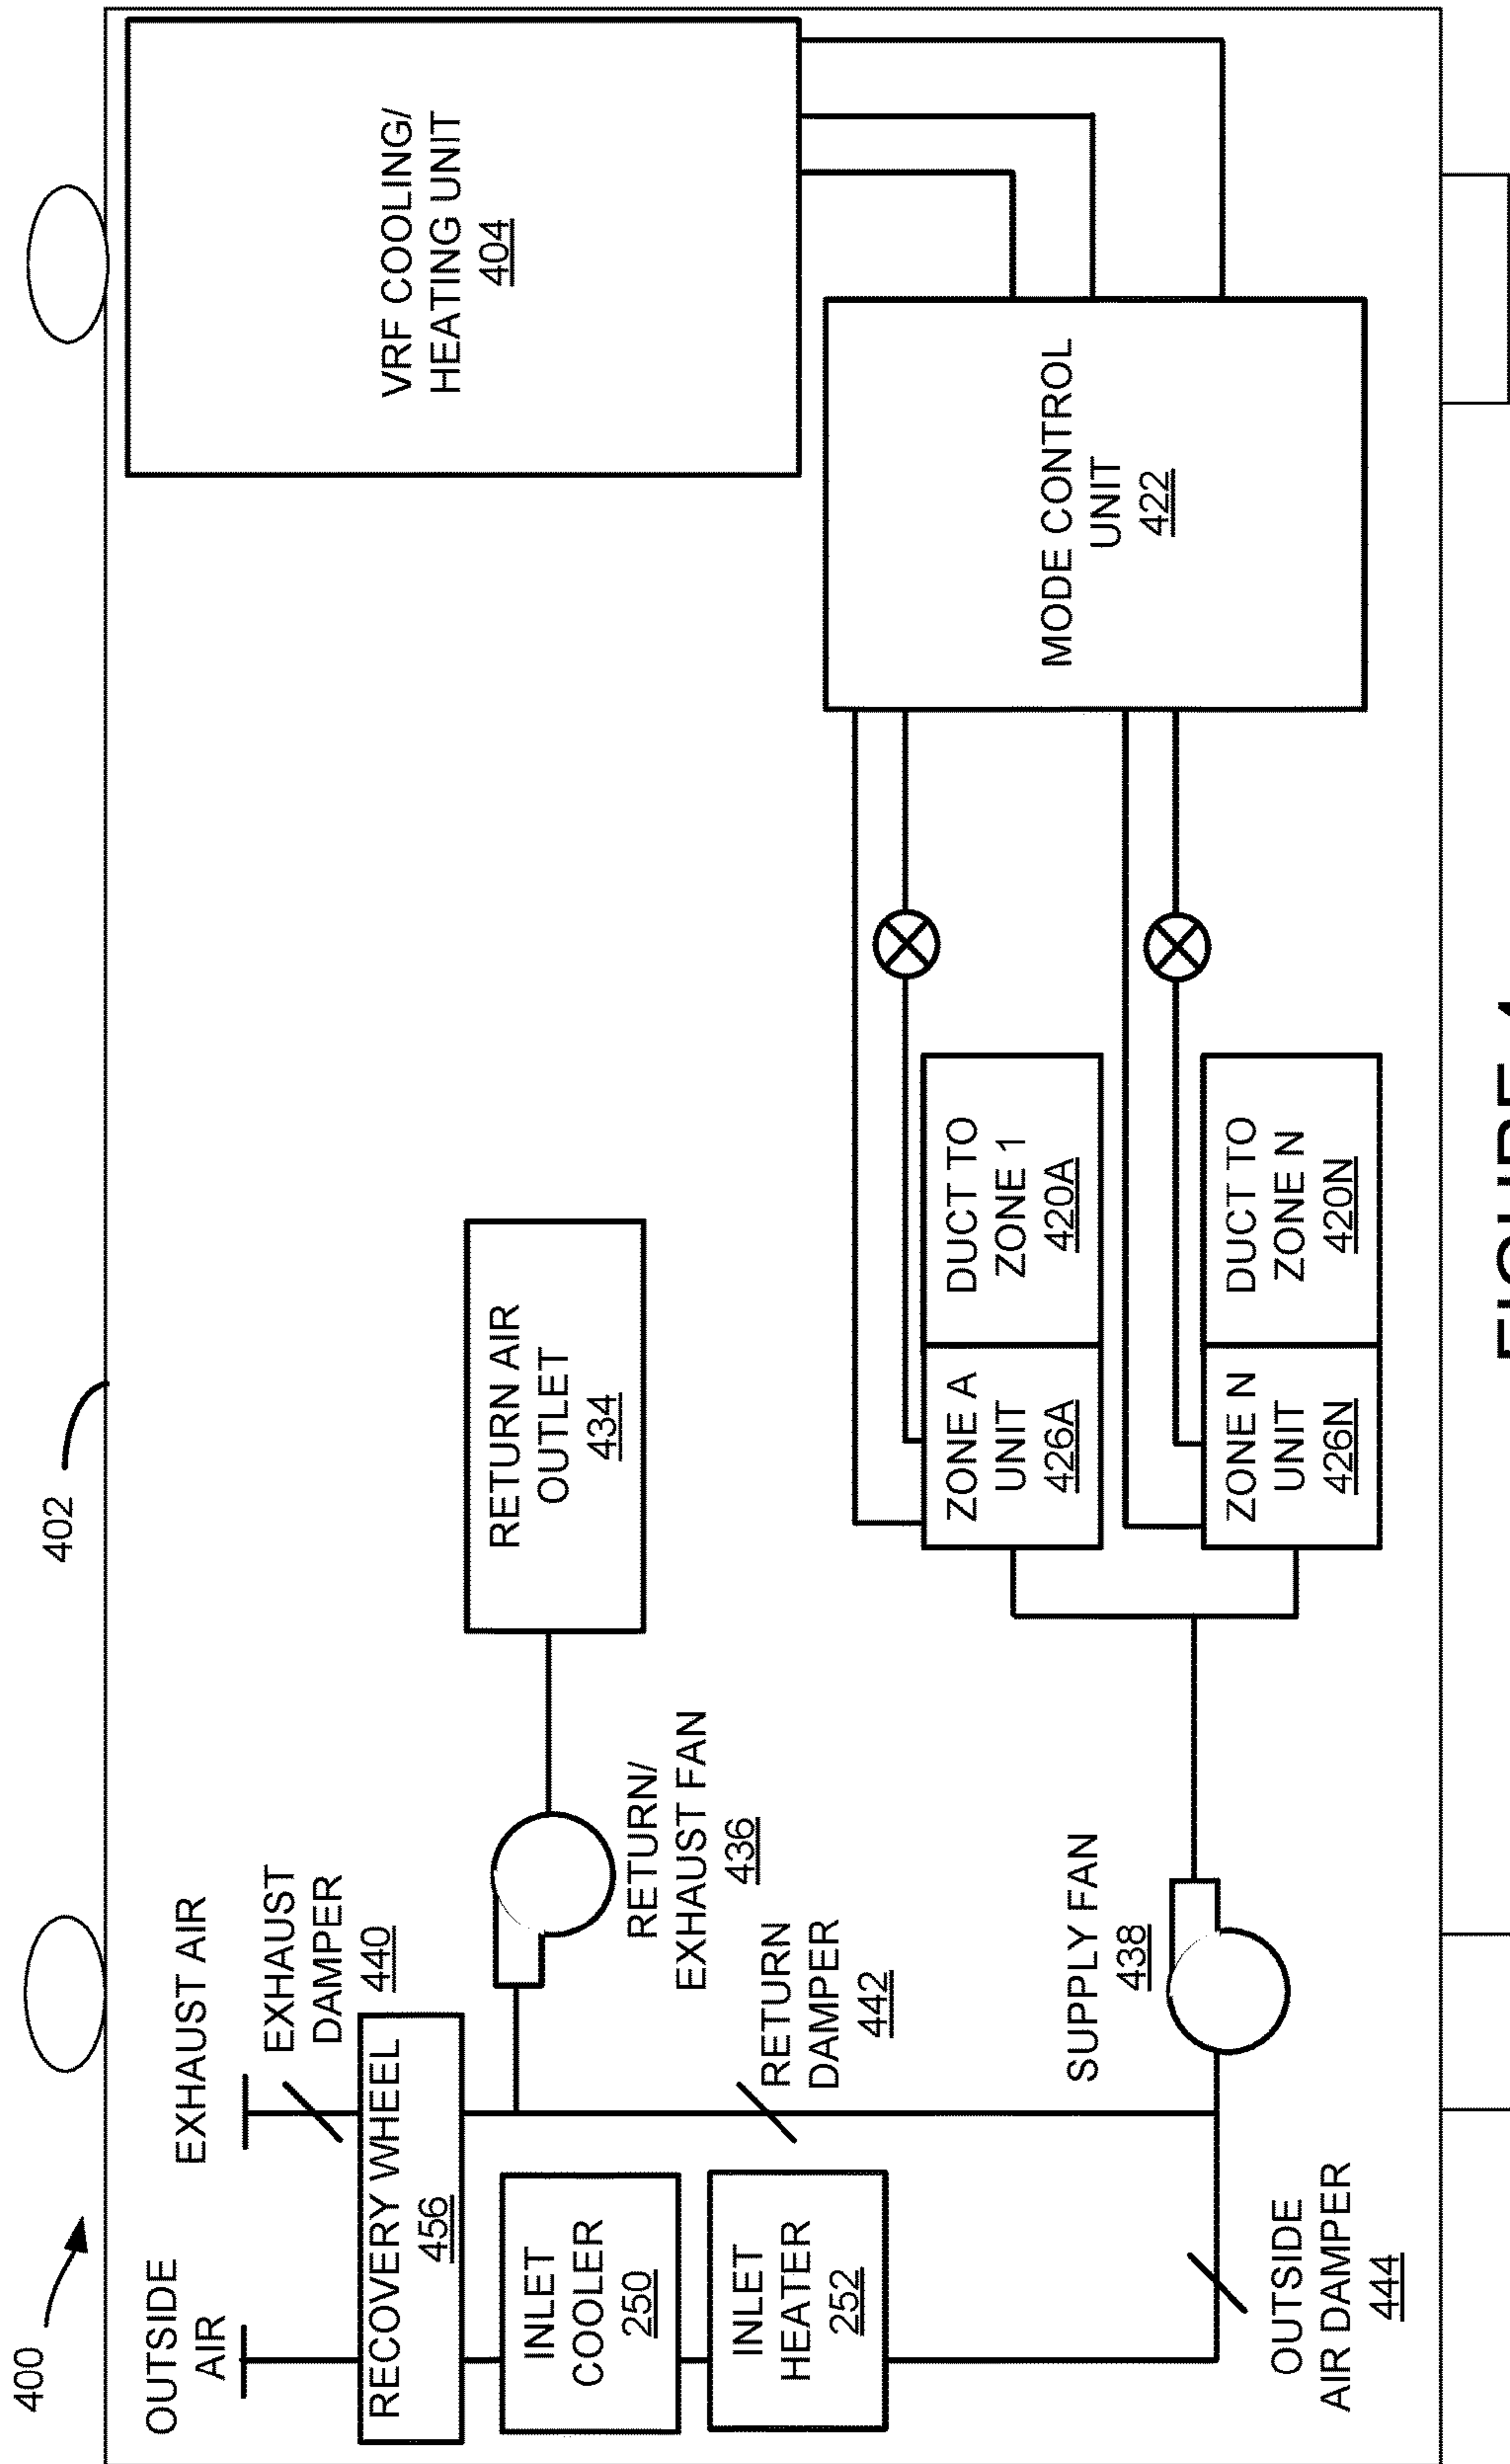 400
402
OUTSIDE
AIR
EXHAUST AIR
EXHAUST
DAMPER
440
RECOVERY WHEEL
456
INLET
COOLER
250
INLET
HEATER
252
RETURN/
EXHAUST FAN
436
RETURN AIR
OUTLET
434
RETURN
DAMPER
442
SUPPLY FAN
438
OUTSIDE
AIR DAMPER
444
ZONE A
UNIT
426A
DUCT TO
ZONE 1
420A
ZONE N
UNIT
426N
DUCT TO
ZONE N
420N
VRF COOLING/
HEATING UNIT
404
MODE CONTROL
UNIT
422